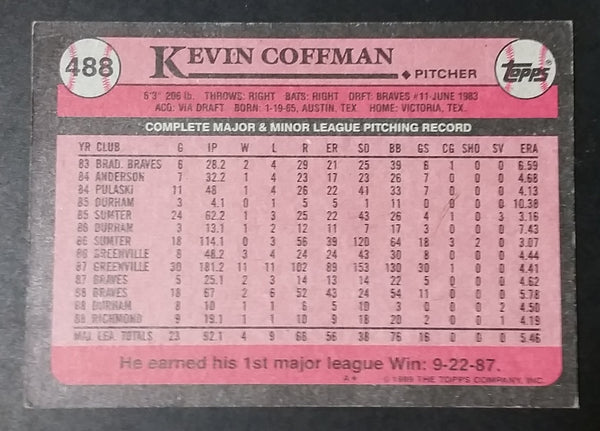 488
KEVIN COFFMAN
PITCHER
TOPPS
6'3" 206 lb. THROWS: RIGHT BATS: RIGHT DRFT: BRAVES #11-JUNE 1983
ACQ: VIA DRAFT BORN: 1-19-65, AUSTIN, TEX. HOME: VICTORIA, TEX.
COMPLETE MAJOR & MINOR LEAGUE PITCHING RECORD
YR CLUB G IP W L R ER SO BB GS CG SHO SV ERA
83 BRAD. BRAVES 6 28.2 2 4 29 21 25 39 6 1 0 0 6.59
84 ANDERSON 7 32.2 1 4 26 17 23 23 7 0 0 0 4.68
84 PULASKI 11 48 1 4 26 22 41 33 7 0 0 0 4.13
85 DURHAM 3 4.1 0 1 5 5 1 11 0 0 0 0 10.38
85 SUMTER 24 62.2 1 3 25 22 43 26 4 1 0 3 3.16
86 DURHAM 3 13.1 1 2 12 11 7 17 3 0 0 0 7.43
86 SUMTER 18 114.1 0 3 56 39 120 64 18 3 2 0 3.07
86 GREENVILLE 8 48.2 3 4 24 24 43 30 8 0 0 0 4.44
87 GREENVILLE 30 181.2 11 11 102 89 153 130 30 1 0 0 4.41
87 BRAVES 5 25.1 2 3 14 13 14 22 5 0 0 0 4.62
88 BRAVES 18 67 2 6 52 43 24 54 11 0 0 0 5.78
88 DURHAM 8 10 1 0 6 5 10 3 0 0 0 2 4.50
88 RICHMOND 9 19.1 1 1 10 9 18 20 2 0 0 1 4.19
MAJ. LEA. TOTALS 23 92.1 4 9 66 56 38 76 16 0 0 0 5.46
He earned his 1st major league Win: 9-22-87.
A* © 1989 THE TOPPS COMPANY, INC.